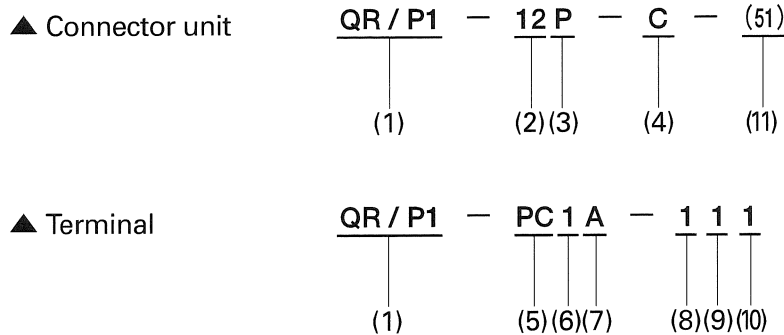 ▲ Connector unit QR / P1 － 12 P － C － (51)
(1) (2) (3) (4) (11)
▲ Terminal QR / P1 － PC 1 A － 1 1 1
(1) (5) (6) (7) (8) (9) (10)